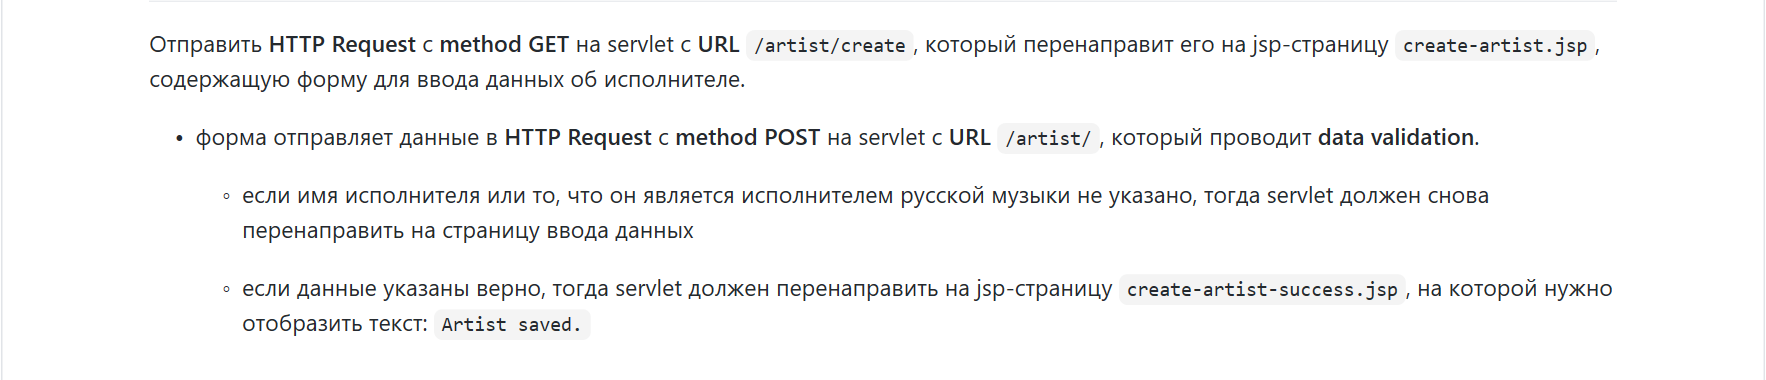 Отправить HTTP Request с method GET на servlet с URL /artist/create, который перенаправит его на jsp-страницу create-artist.jsp,
содержащую форму для ввода данных об исполнителе.
• форма отправляет данные в HTTP Request с method POST на servlet с URL /artist/, который проводит data validation.
◦ если имя исполнителя или то, что он является исполнителем русской музыки не указано, тогда servlet должен снова
перенаправить на страницу ввода данных
◦ если данные указаны верно, тогда servlet должен перенаправить на jsp-страницу create-artist-success.jsp, на которой нужно
отобразить текст: Artist saved.